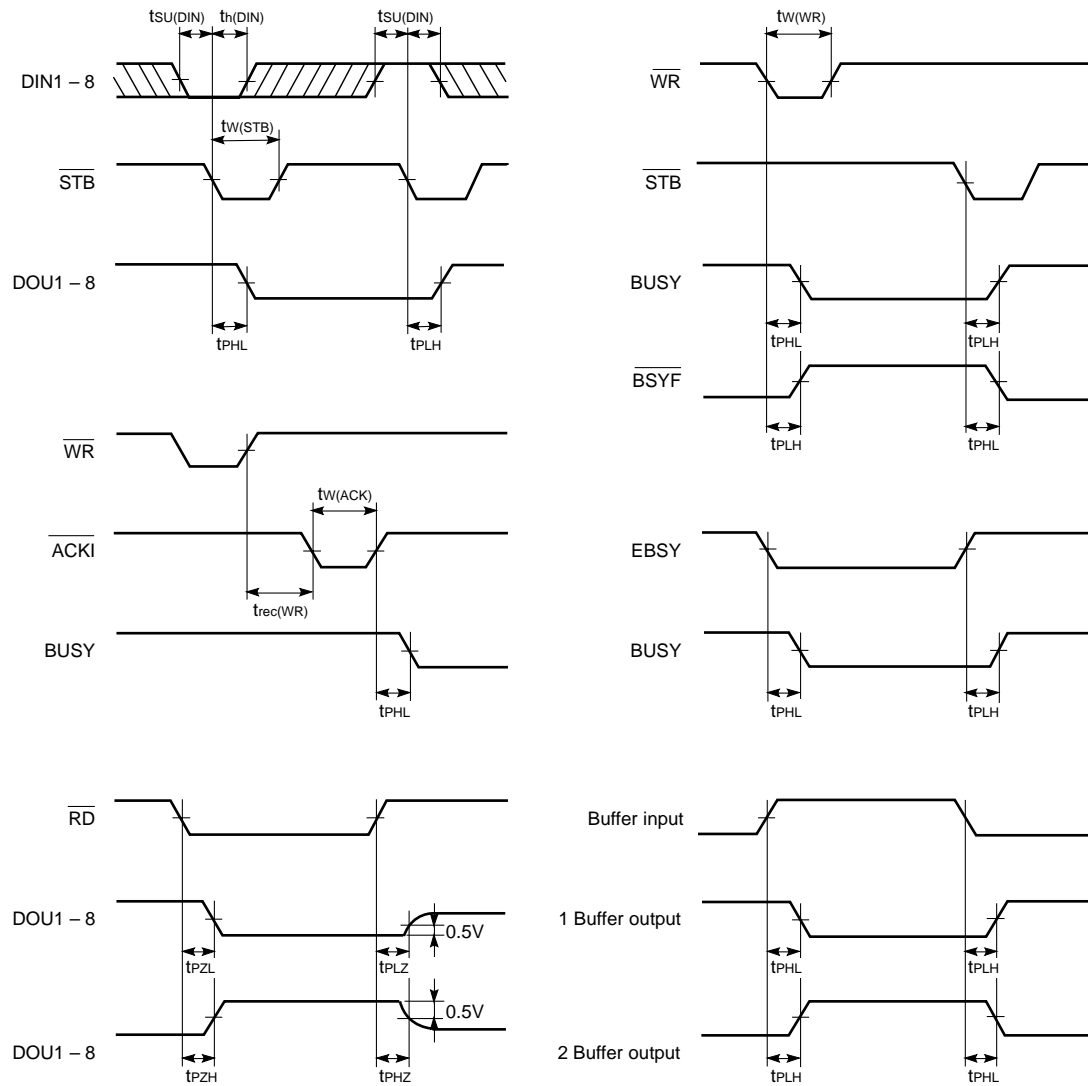 tSU(DIN) th(DIN) tSU(DIN)
DIN1 – 8
tW(STB)
STB
DOU1 – 8
tPHL tPLH
tW(WR)
WR
STB
BUSY
tPHL tPLH
BSYF
tPLH tPHL
WR
tW(ACK)
ACKI
trec(WR)
BUSY
tPHL
EBSY
BUSY
tPHL tPLH
RD
DOU1 – 8
0.5V
tPZL tPLZ
0.5V
DOU1 – 8
tPZH tPHZ
Buffer input
1 Buffer output
tPHL tPLH
2 Buffer output
tPLH tPHL